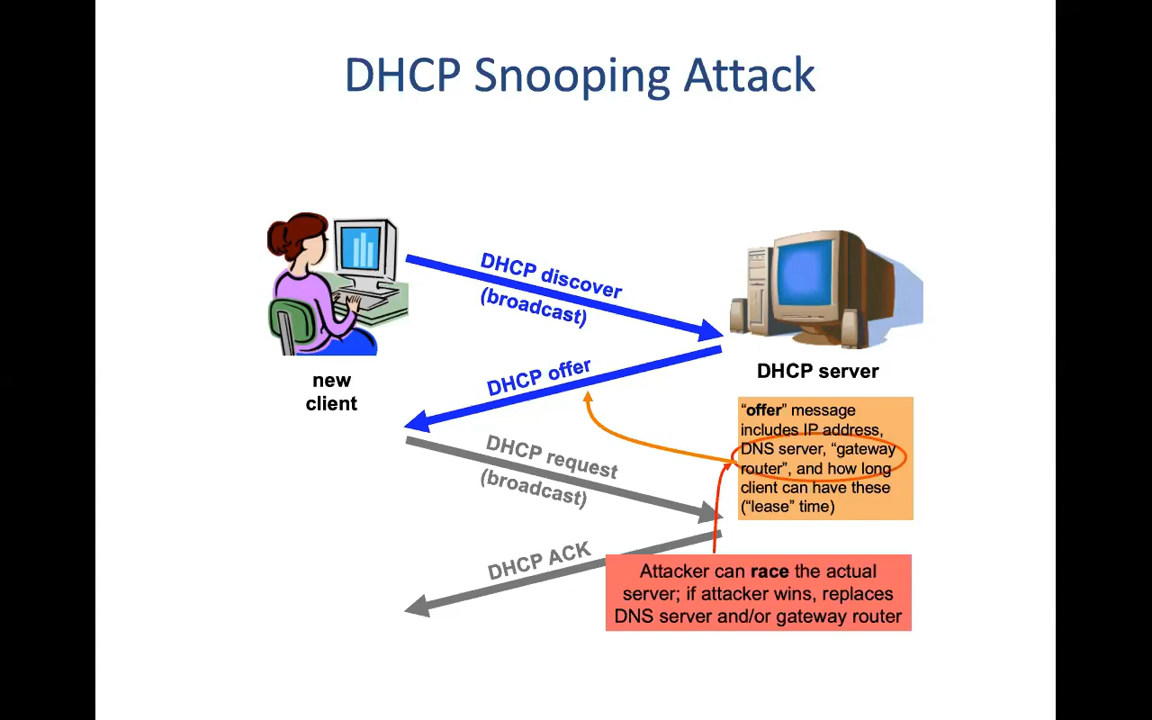 DHCP Snooping Attack
DHCP discover
(broadcast)
DHCP offer
DHCP request
(broadcast)
DHCP ACK
new
client
DHCP server
“offer” message
includes IP address,
DNS server, “gateway
router”, and how long
client can have these
(“lease” time)
Attacker can race the actual
server; if attacker wins, replaces
DNS server and/or gateway router